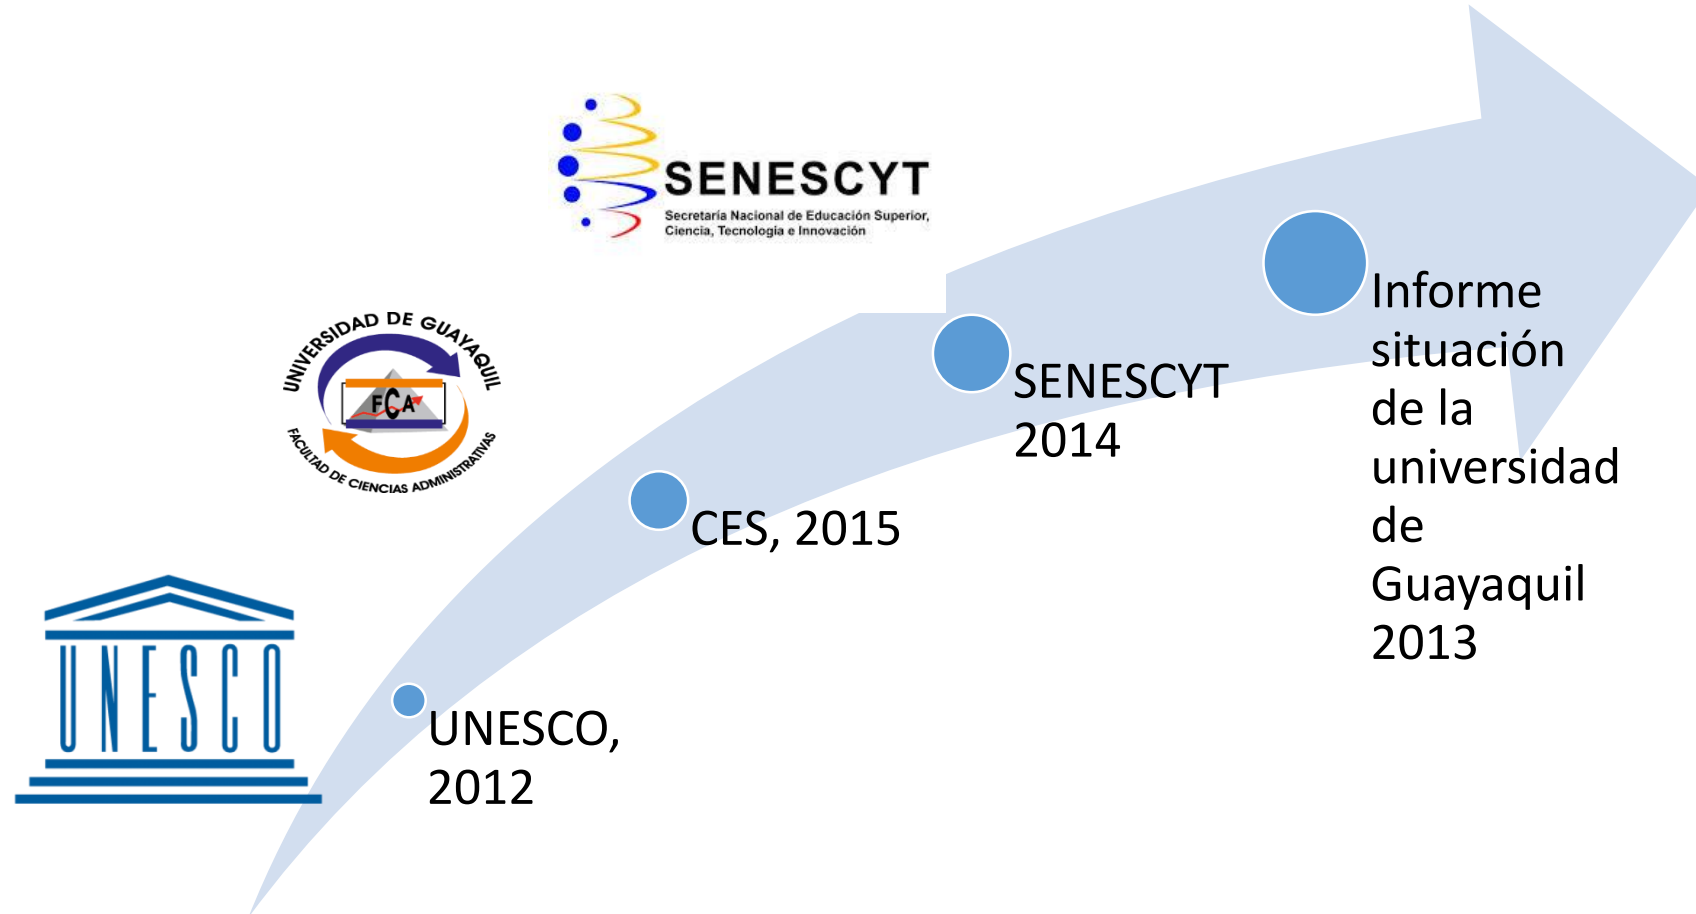 SENESCYT
Secretaría Nacional de Educación Superior,
Ciencia, Tecnología e Innovación
UNIVERSIDAD DE GUAYAQUIL
FCA
FACULTAD DE CIENCIAS ADMINISTRATIVAS
UNESCO
UNESCO,
2012
CES, 2015
SENESCYT
2014
Informe
situación
de la
universidad
de
Guayaquil
2013